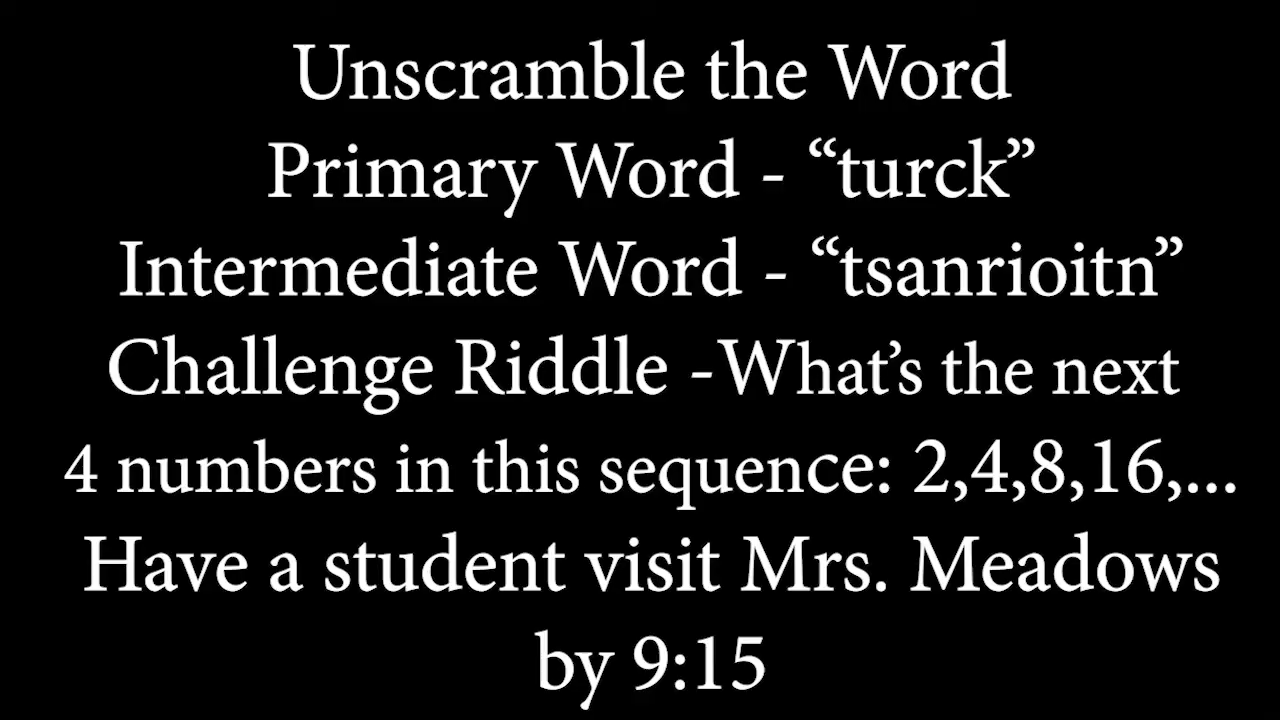 Unscramble the Word
Primary Word - “turck”
Intermediate Word - “tsanrioitn”
Challenge Riddle -What’s the next
4 numbers in this sequence: 2,4,8,16,...
Have a student visit Mrs. Meadows
by 9:15